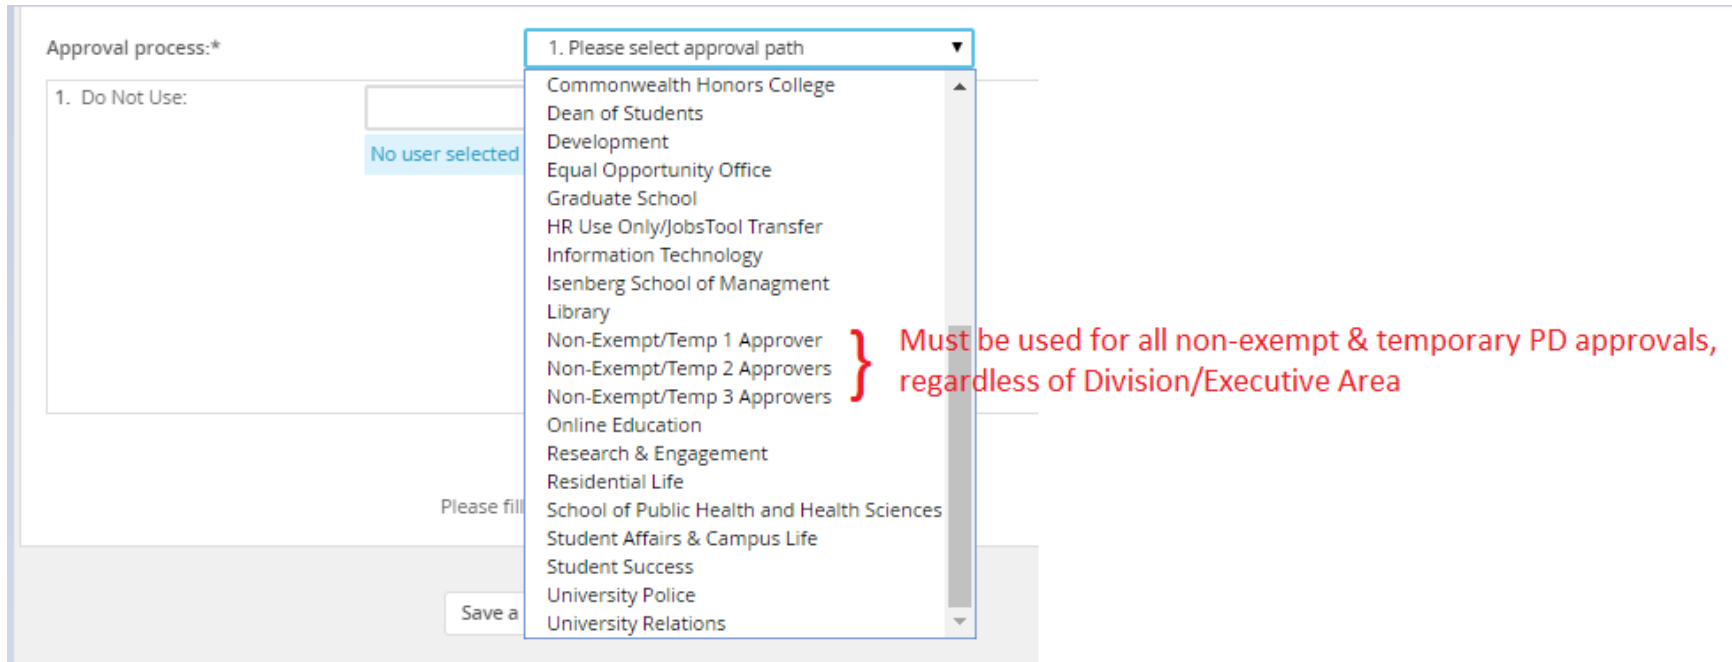 Approval process:*
1. Please select approval path
1. Do Not Use:
No user selected
Commonwealth Honors College
Dean of Students
Development
Equal Opportunity Office
Graduate School
HR Use Only/JobsTool Transfer
Information Technology
Isenberg School of Managment
Library
Non-Exempt/Temp 1 Approver
Non-Exempt/Temp 2 Approvers
Non-Exempt/Temp 3 Approvers
Must be used for all non-exempt & temporary PD approvals,
regardless of Division/Executive Area
Online Education
Research & Engagement
Residential Life
School of Public Health and Health Sciences
Student Affairs & Campus Life
Student Success
University Police
University Relations
Please fill
Save a